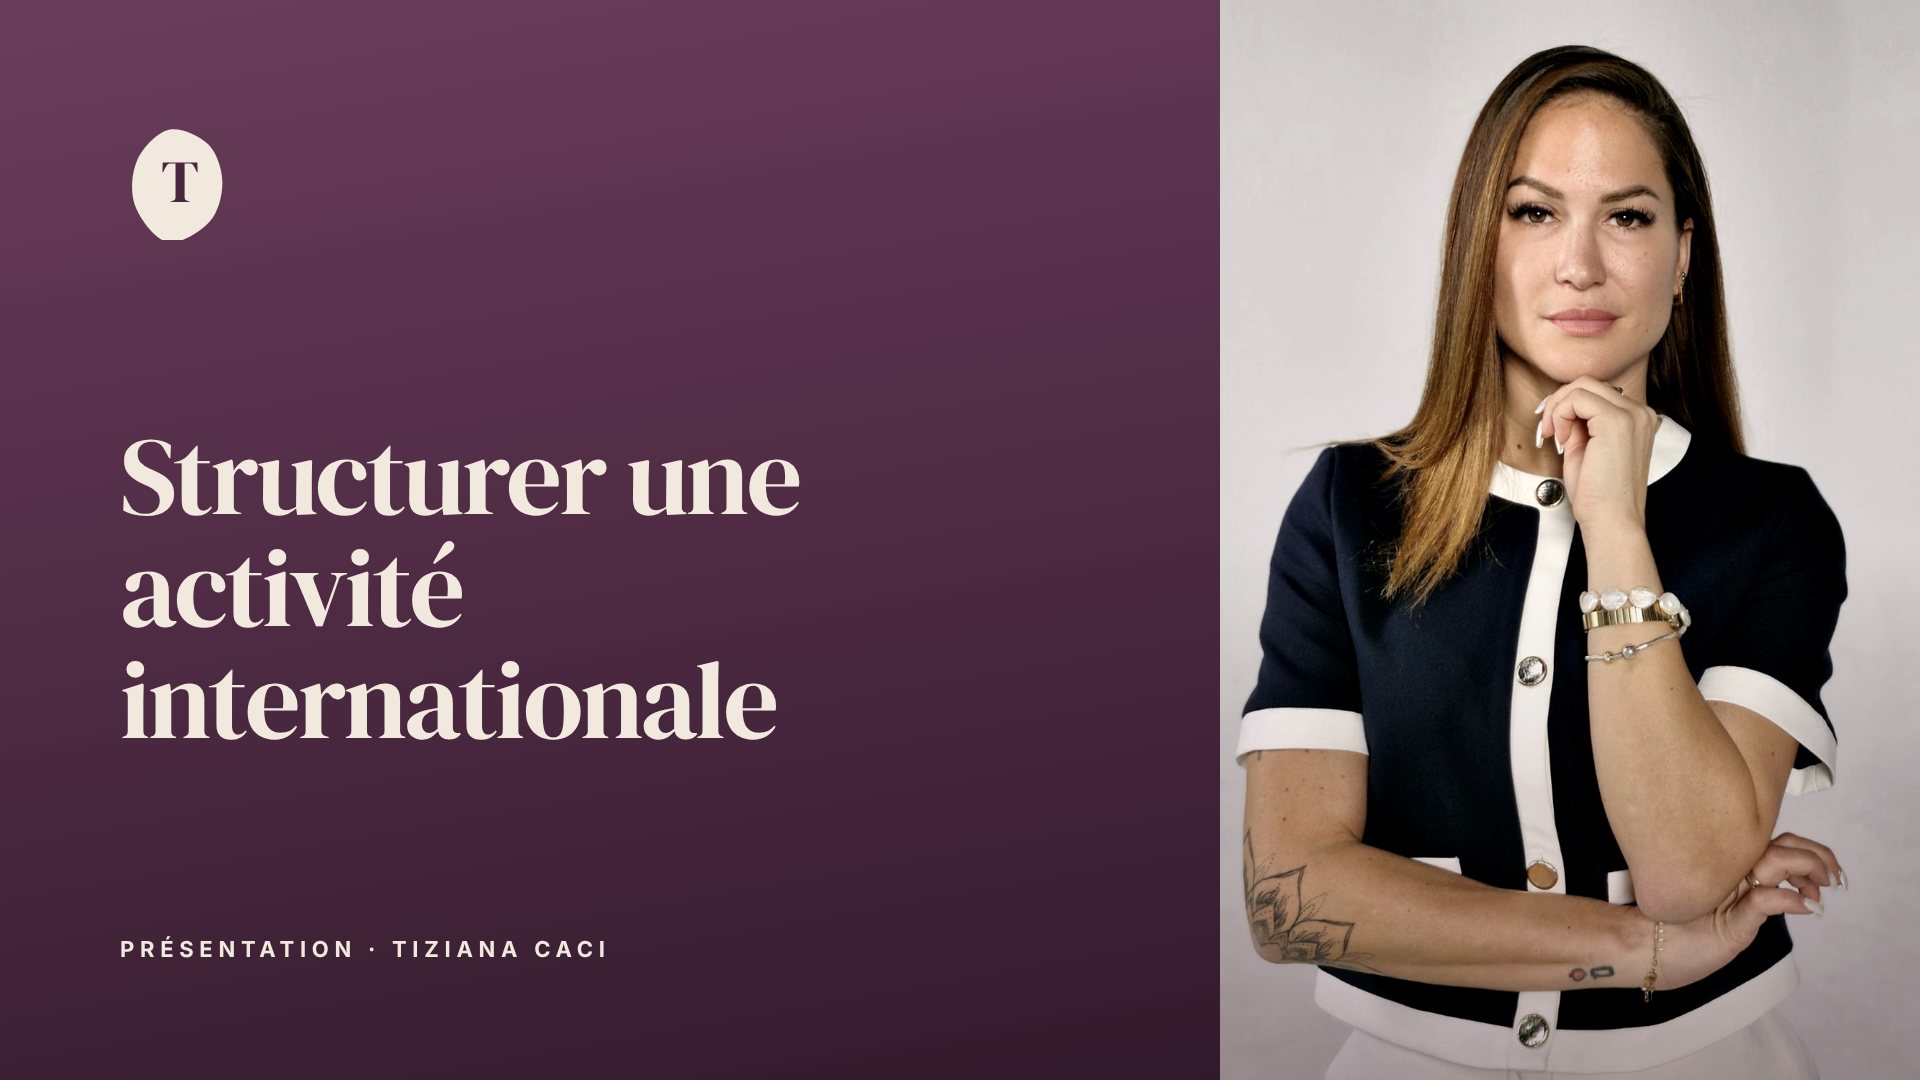 T
Structurer une
activité
internationale
PRÉSENTATION · TIZIANA CACI